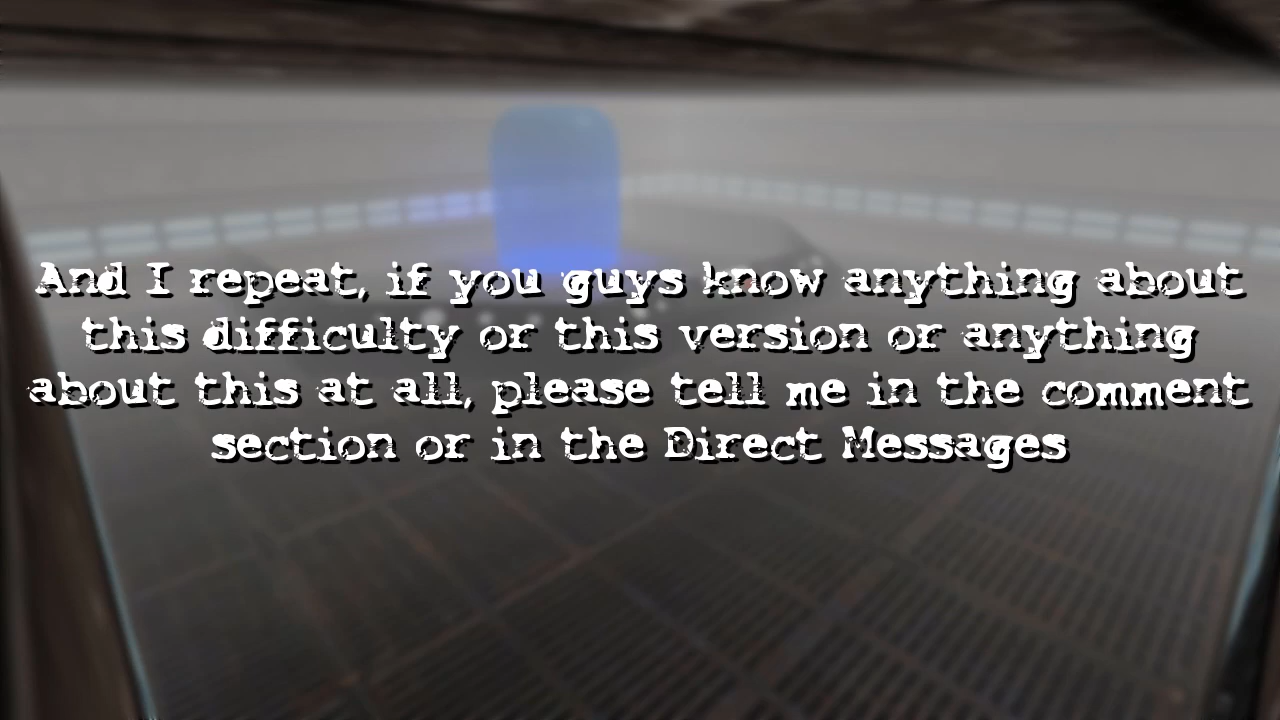 And I repeat, if you guys know anything about
this difficulty or this version or anything
about this at all, please tell me in the comment
section or in the Direct Messages